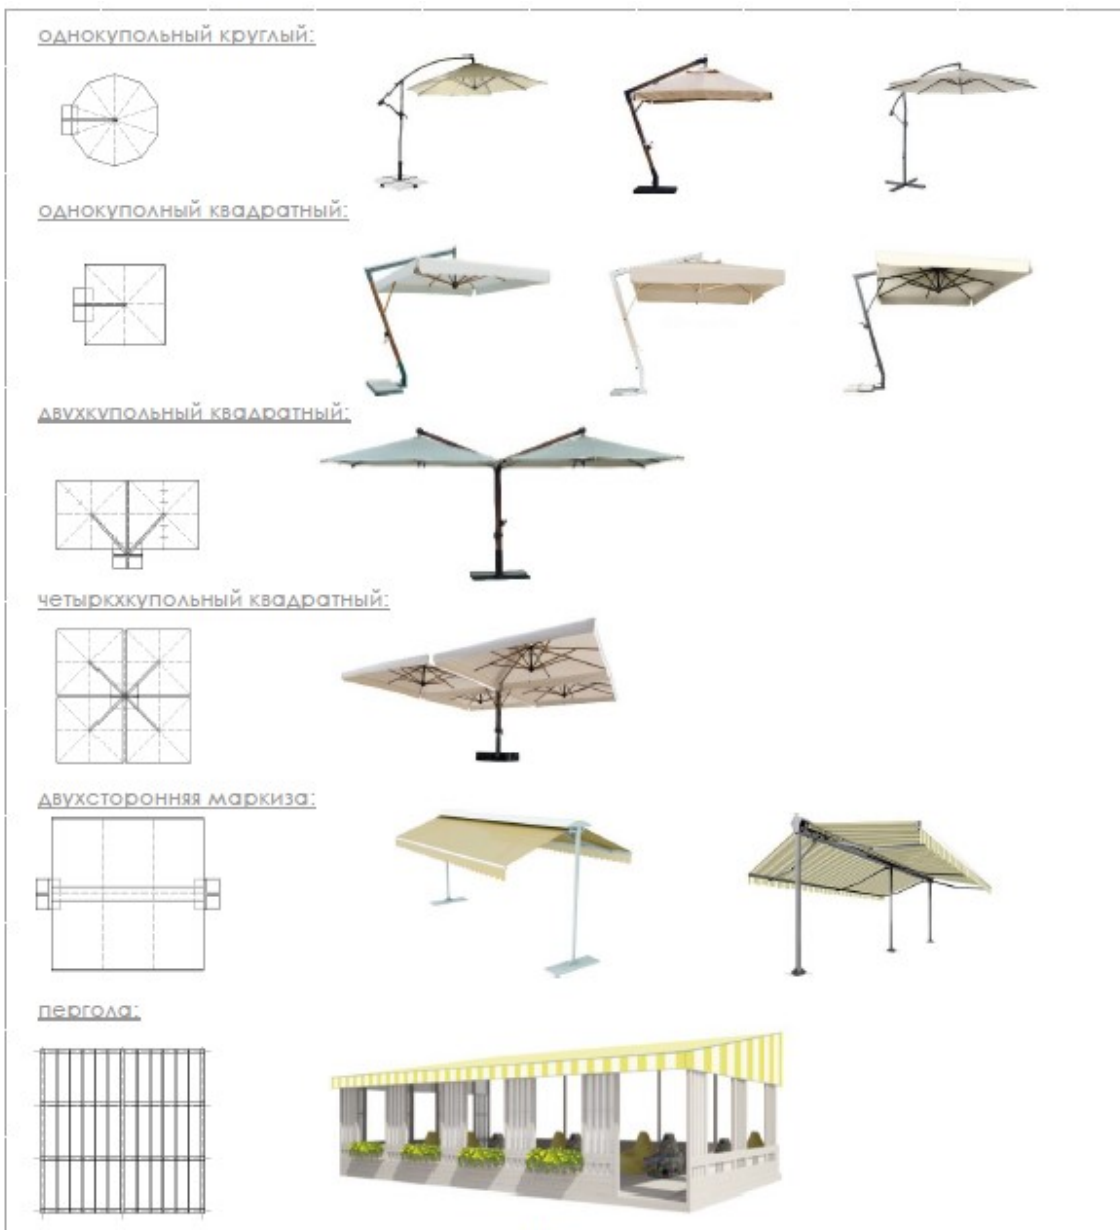 однокупольный круглый:
однокуполный квадратный:
двухкупольный квадратный:
четыркхкупольный квадратный:
двухсторонняя маркиза:
пергола: